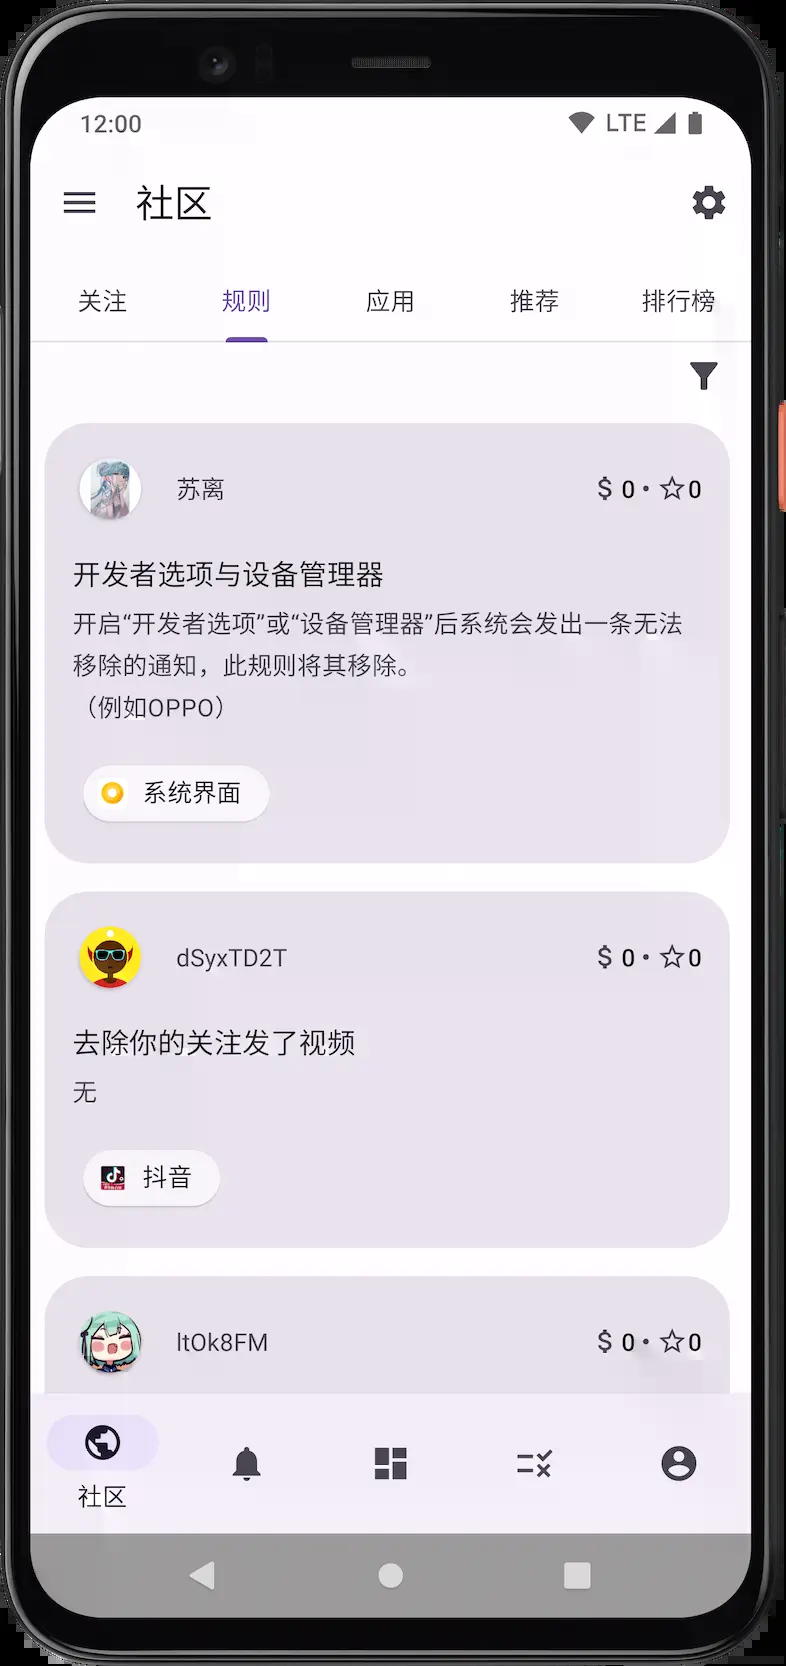 12:00 LTE
社区
关注 规则 应用 推荐 排行榜
苏离 $ 0 • ☆0
开发者选项与设备管理器
开启“开发者选项”或“设备管理器”后系统会发出一条无法
移除的通知，此规则将其移除。
（例如OPPO）
系统界面
dSyxTD2T $ 0 • ☆0
去除你的关注发了视频
无
抖音
ltOk8FM $ 0 • ☆0
社区